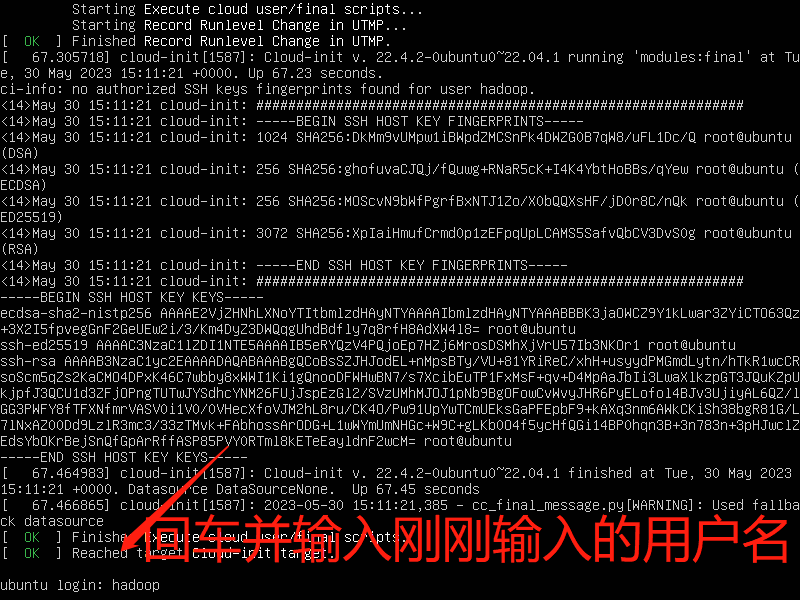 Starting Execute cloud user/final scripts...
Starting Record Runlevel Change in UTMP...
[  OK  ] Finished Record Runlevel Change in UTMP.
[   67.305718] cloud-init[1587]: Cloud-init v. 22.4.2-0ubuntu0~22.04.1 running 'modules:final' at Tu
e, 30 May 2023 15:11:21 +0000. Up 67.23 seconds.
ci-info: no authorized SSH keys fingerprints found for user hadoop.
<14>May 30 15:11:21 cloud-init: #############################################################
<14>May 30 15:11:21 cloud-init: -----BEGIN SSH HOST KEY FINGERPRINTS-----
<14>May 30 15:11:21 cloud-init: 1024 SHA256:DkMm9vUMpw1iBWpdZMCSnPk4DWZG0B7qW8/uFL1Dc/Q root@ubuntu
(DSA)
<14>May 30 15:11:21 cloud-init: 256 SHA256:ghofuvaCJQj/fQuwg+RNaR5cK+I4K4YbtHoBBs/qYew root@ubuntu (
ECDSA)
<14>May 30 15:11:21 cloud-init: 256 SHA256:MOScvN9bWfPgrfBxNTJ1Zo/X0bQQXsHF/jD0r8C/nQk root@ubuntu (
ED25519)
<14>May 30 15:11:21 cloud-init: 3072 SHA256:XpIaiHmufCrmd0p1zEFpqUpLCAMS5SafvQbCV3DvS0g root@ubuntu
(RSA)
<14>May 30 15:11:21 cloud-init: -----END SSH HOST KEY FINGERPRINTS-----
<14>May 30 15:11:21 cloud-init: #############################################################
-----BEGIN SSH HOST KEY KEYS-----
ecdsa-sha2-nistp256 AAAAE2VjZHNhLXNoYTItbmlzdHAyNTYAAAAIbmlzdHAyNTYAAABBBK3jaOWCZ9Y1kLwar3ZYiCTO63Qz
+3X2I5fpvegGnF2GeUEw2i/3/Km4DyZ3DWQqgUhdBdfly7q8rfH8AdXW4l8= root@ubuntu
ssh-ed25519 AAAAC3NzaC1lZDI1NTE5AAAAIB5eRYQzV4PQjoEp7HZj6MrosDSMhXjVrU57Ib3NKOr1 root@ubuntu
ssh-rsa AAAAB3NzaC1yc2EAAAADAQABAAABgQCoBsSZJHJodEL+nMpsBTy/VU+81YRiReC/xhH+usyydPMGmdLytn/hTkR1wcCR
soScm5qZs2KaCMO4DPxK46C7wbby8xWWI1Ki1gQnooDFWHwBN7/s7XcibEuTP1FxMsF+qv+D4MpAaJbIi3LwaXlkzpGT3JQuKZpU
kjpfJ3QCU1d3ZFjOPngTUTwJYSdhcYNM26FUjJspEzGl2/SVzUMhMJOJ1pNb9BgOFowCvWvyJHR6PyELofol4BJv3UjiyAL6QZ/l
GG3PWFY8fTFXNfmrVASV0i1VO/0VHecXfoVJM2hL8ru/CK4O/Pw91UpYwTCmUEksGaPFEpbF9+kAXq3nm6AWkCKiSh38bgR81G/L
7lNxAZ00Dd9LzlR3mc3/33zTMvk+FAbhossArODG+L1wWYmUmNHGc+W9C+gLKb004f5ycHfQGi14BP0hqn3B+3n783n+3pHJwclZ
EdsYbOKrBejSnQfGpArRffASP85PVYORTml8kETeEayldnF2wcM= root@ubuntu
-----END SSH HOST KEY KEYS-----
[   67.464983] cloud-init[1587]: Cloud-init v. 22.4.2-0ubuntu0~22.04.1 finished at Tue, 30 May 2023
15:11:21 +0000. Datasource DataSourceNone.  Up 67.45 seconds
[   67.466865] cloud-init[1587]: 2023-05-30 15:11:21,385 - cc_final_message.py[WARNING]: Used fallba
ck datasource
[  OK  ] Finished Execute cloud user/final scripts.
[  OK  ] Reached target Cloud-init target.
回车并输入刚刚输入的用户名
ubuntu login: hadoop